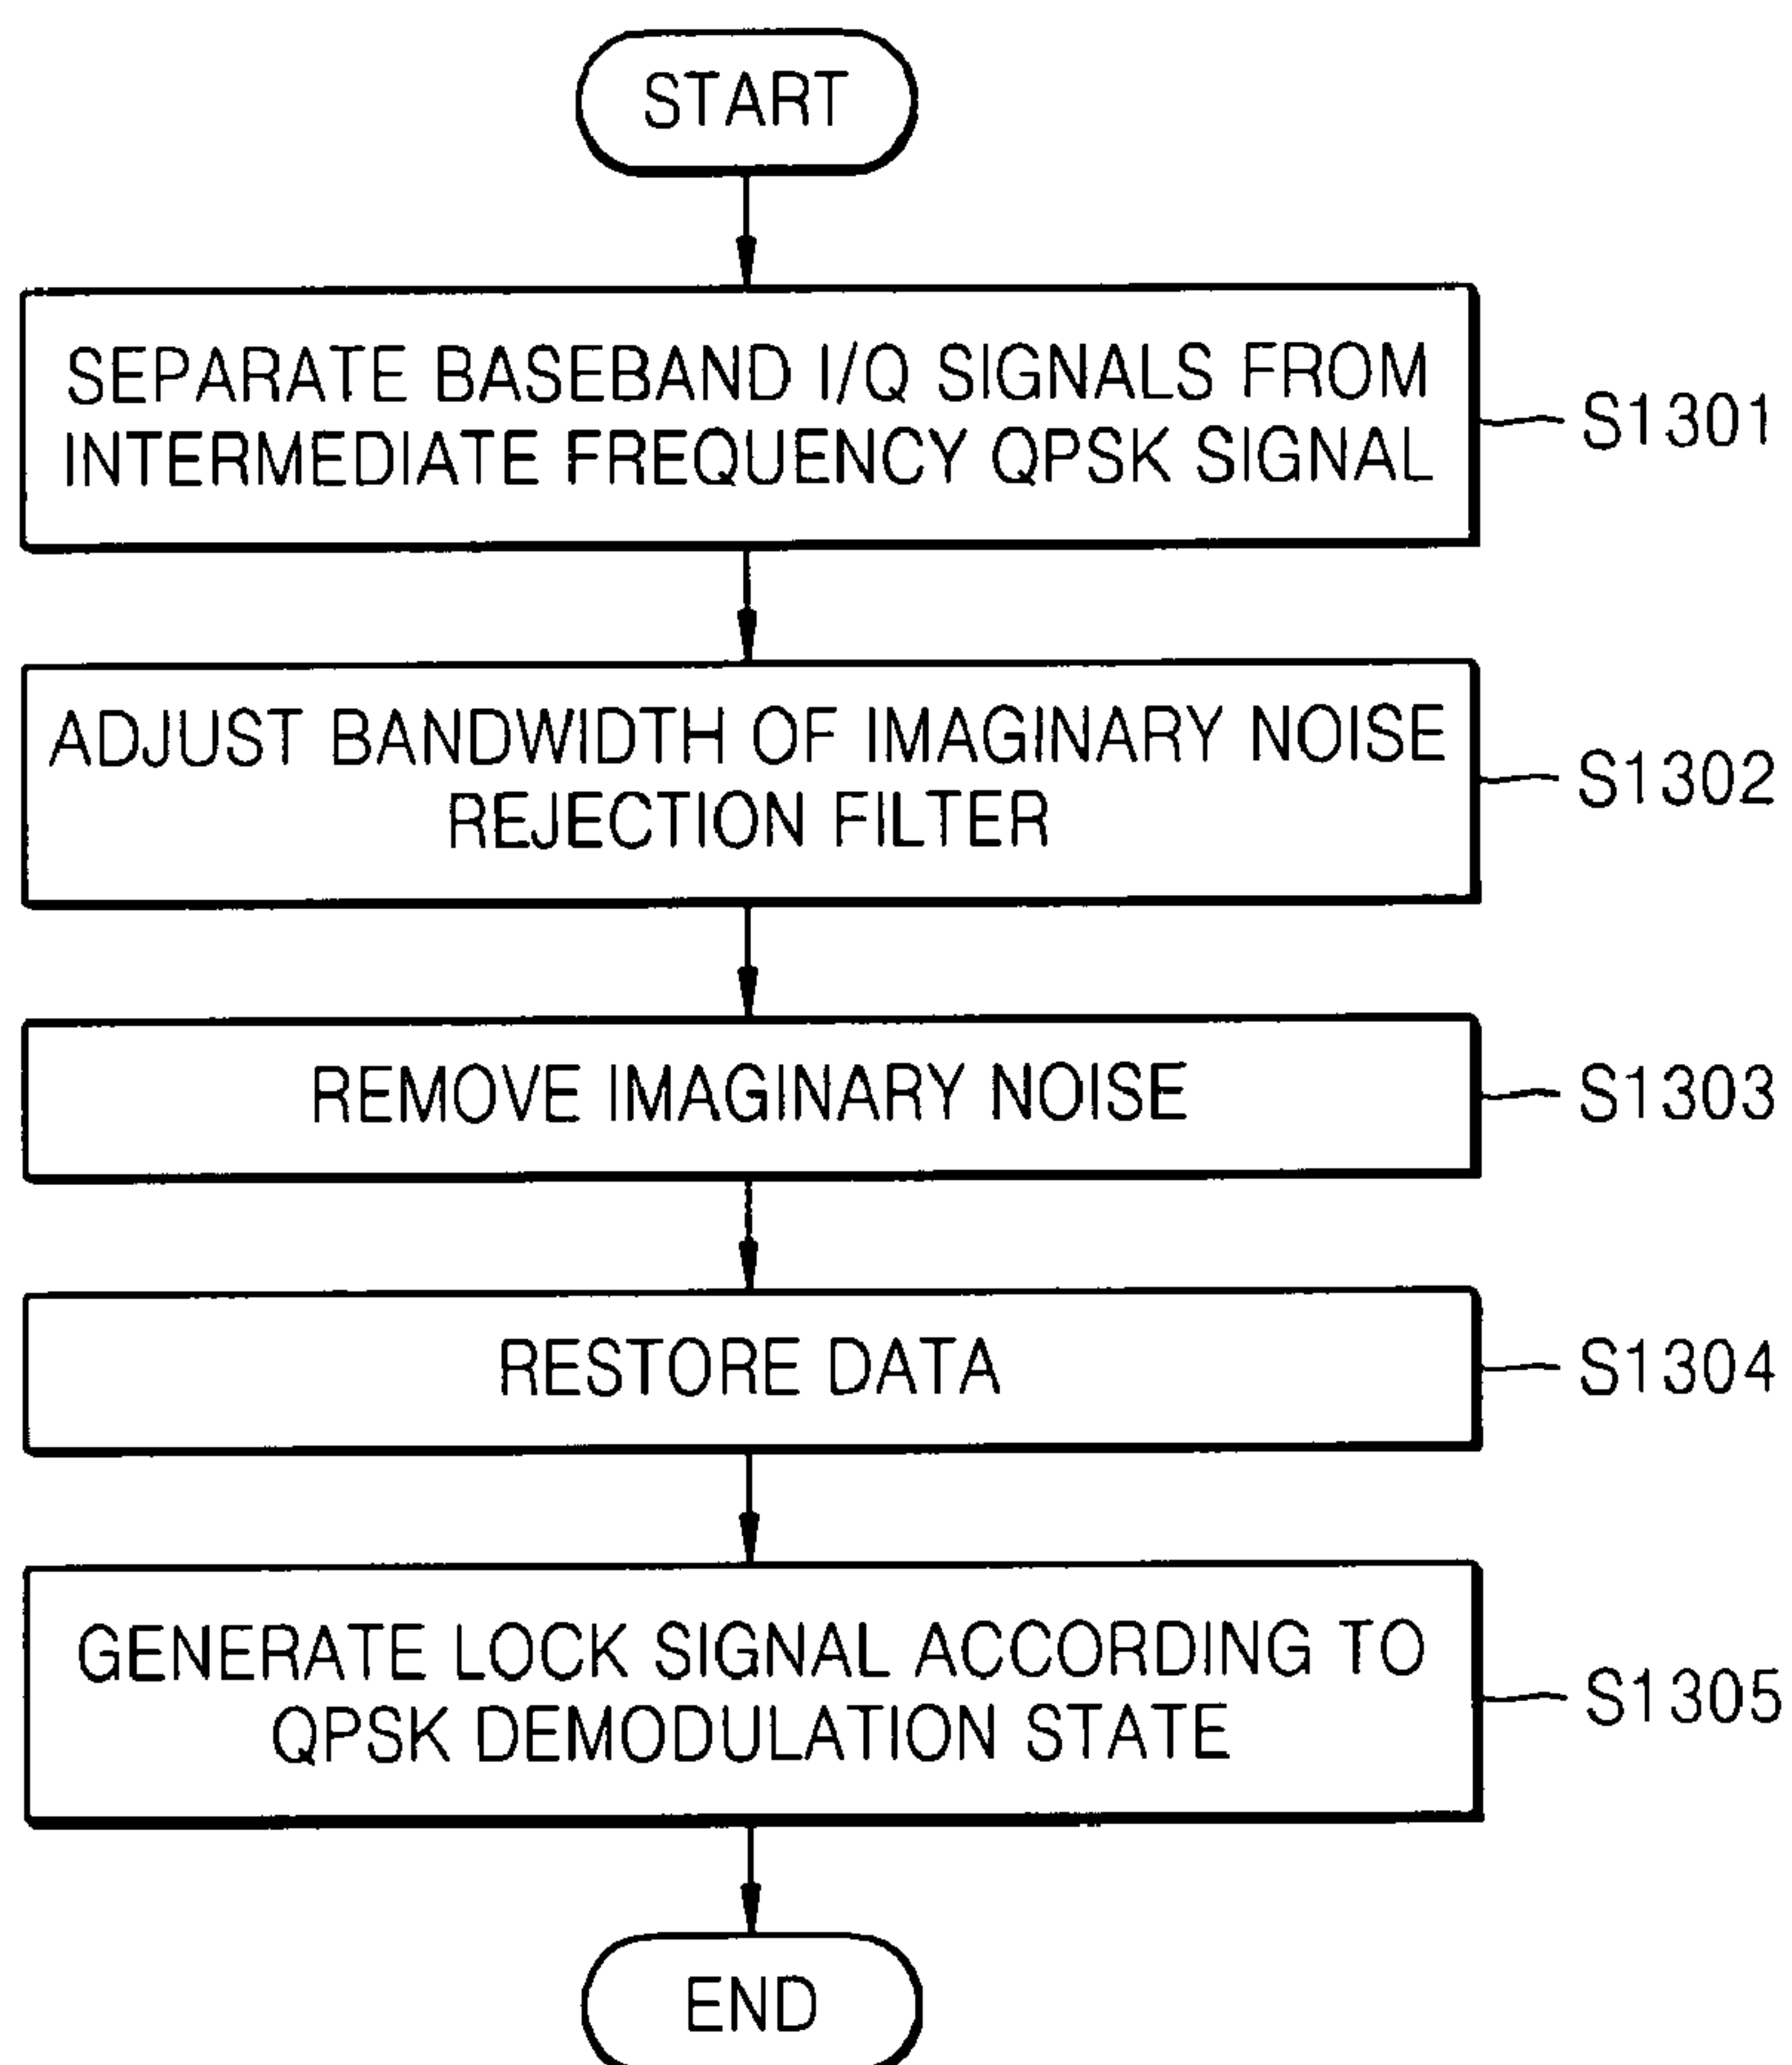 START
SEPARATE BASEBAND I/Q SIGNALS FROM
INTERMEDIATE FREQUENCY QPSK SIGNAL
S1301
ADJUST BANDWIDTH OF IMAGINARY NOISE
REJECTION FILTER
S1302
REMOVE IMAGINARY NOISE
S1303
RESTORE DATA
S1304
GENERATE LOCK SIGNAL ACCORDING TO
QPSK DEMODULATION STATE
S1305
END